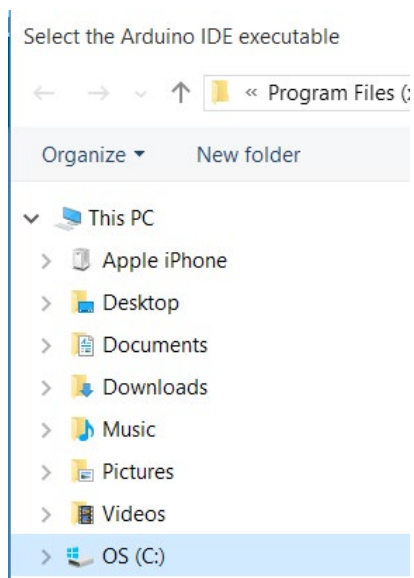 Select the Arduino IDE executable
« Program Files (
Organize
New folder
This PC
Apple iPhone
Desktop
Documents
Downloads
Music
Pictures
Videos
OS (C:)